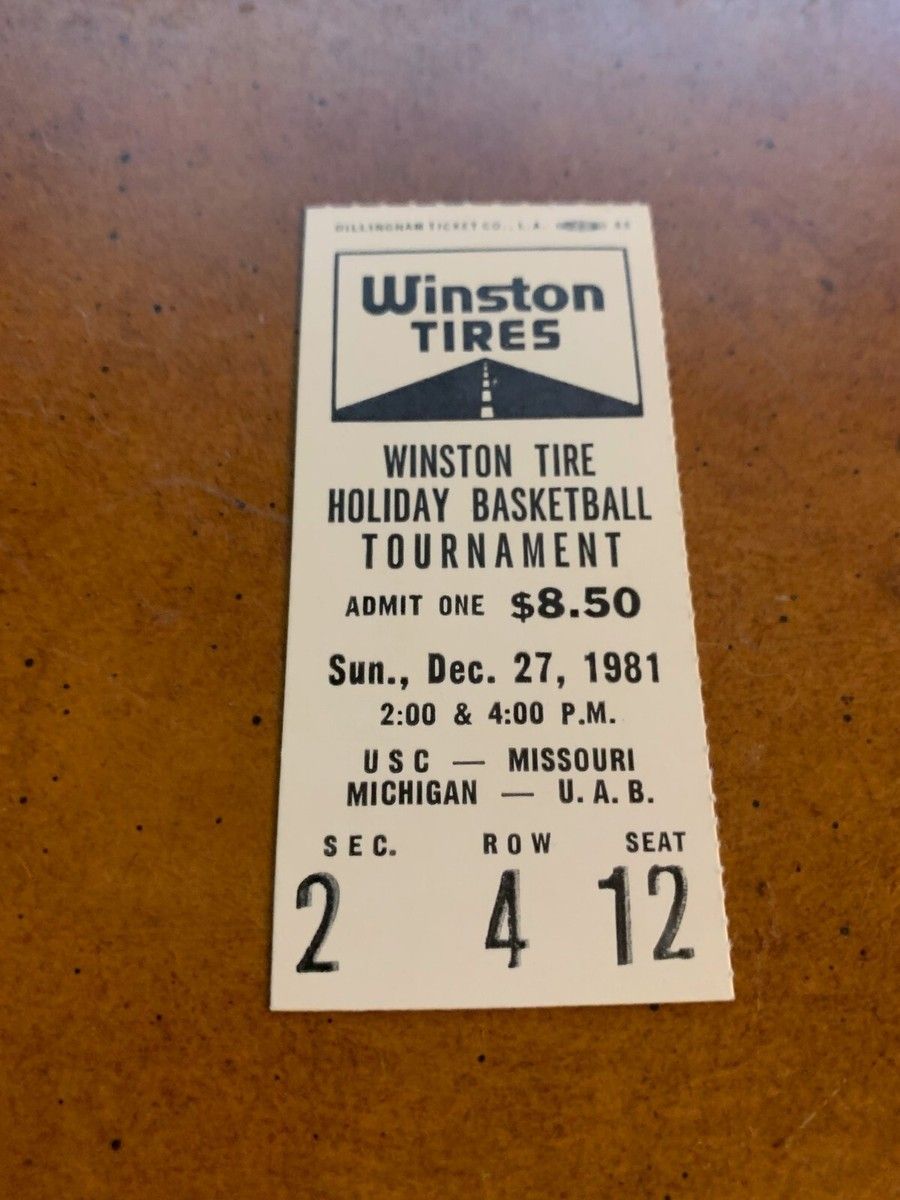 DILLINGHAM TICKET CO., L.A.
Winston
TIRES
WINSTON TIRE
HOLIDAY BASKETBALL
TOURNAMENT
ADMIT ONE $8.50
Sun., Dec. 27, 1981
2:00 & 4:00 P.M.
USC — MISSOURI
MICHIGAN — U.A.B.
SEC. ROW SEAT
2 4 12